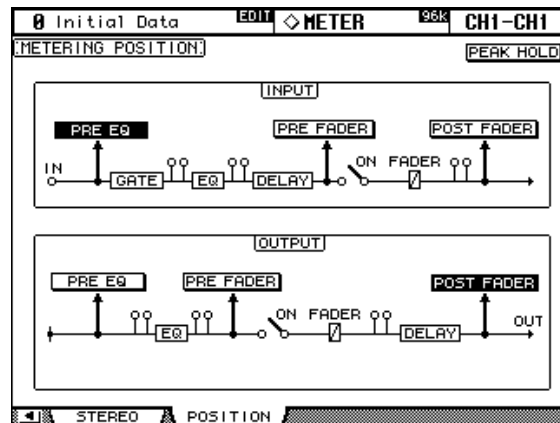 0 Initial Data EDIT ◇METER 96k CH1-CH1
METERING POSITION PEAK HOLD
INPUT
PRE EQ PRE FADER POST FADER
IN GATE EQ DELAY ON FADER
OUTPUT
PRE EQ PRE FADER POST FADER
EQ ON FADER DELAY OUT
STEREO POSITION